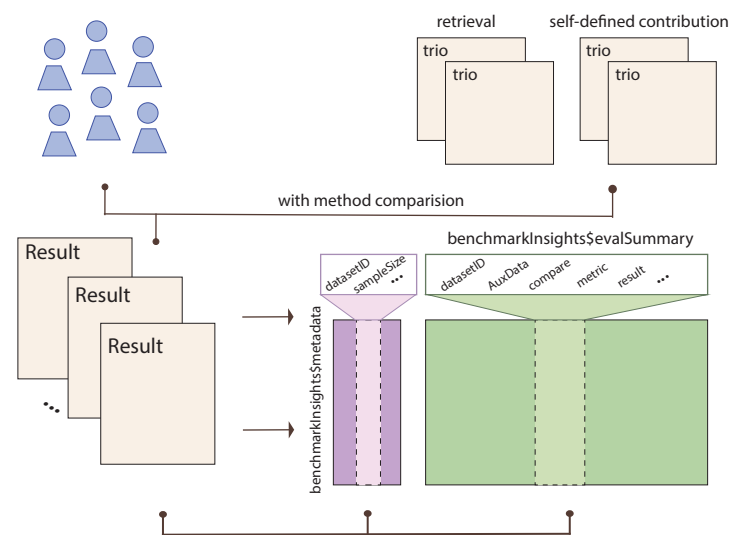 retrieval
self-defined contribution
trio
trio
trio
trio
with method comparision
benchmarkInsights$evalSummary
Result
Result
Result
...
datasetID
sampleSize
...
datasetID
AuxData
compare
metric
result
...
benchmarkInsights$metadata